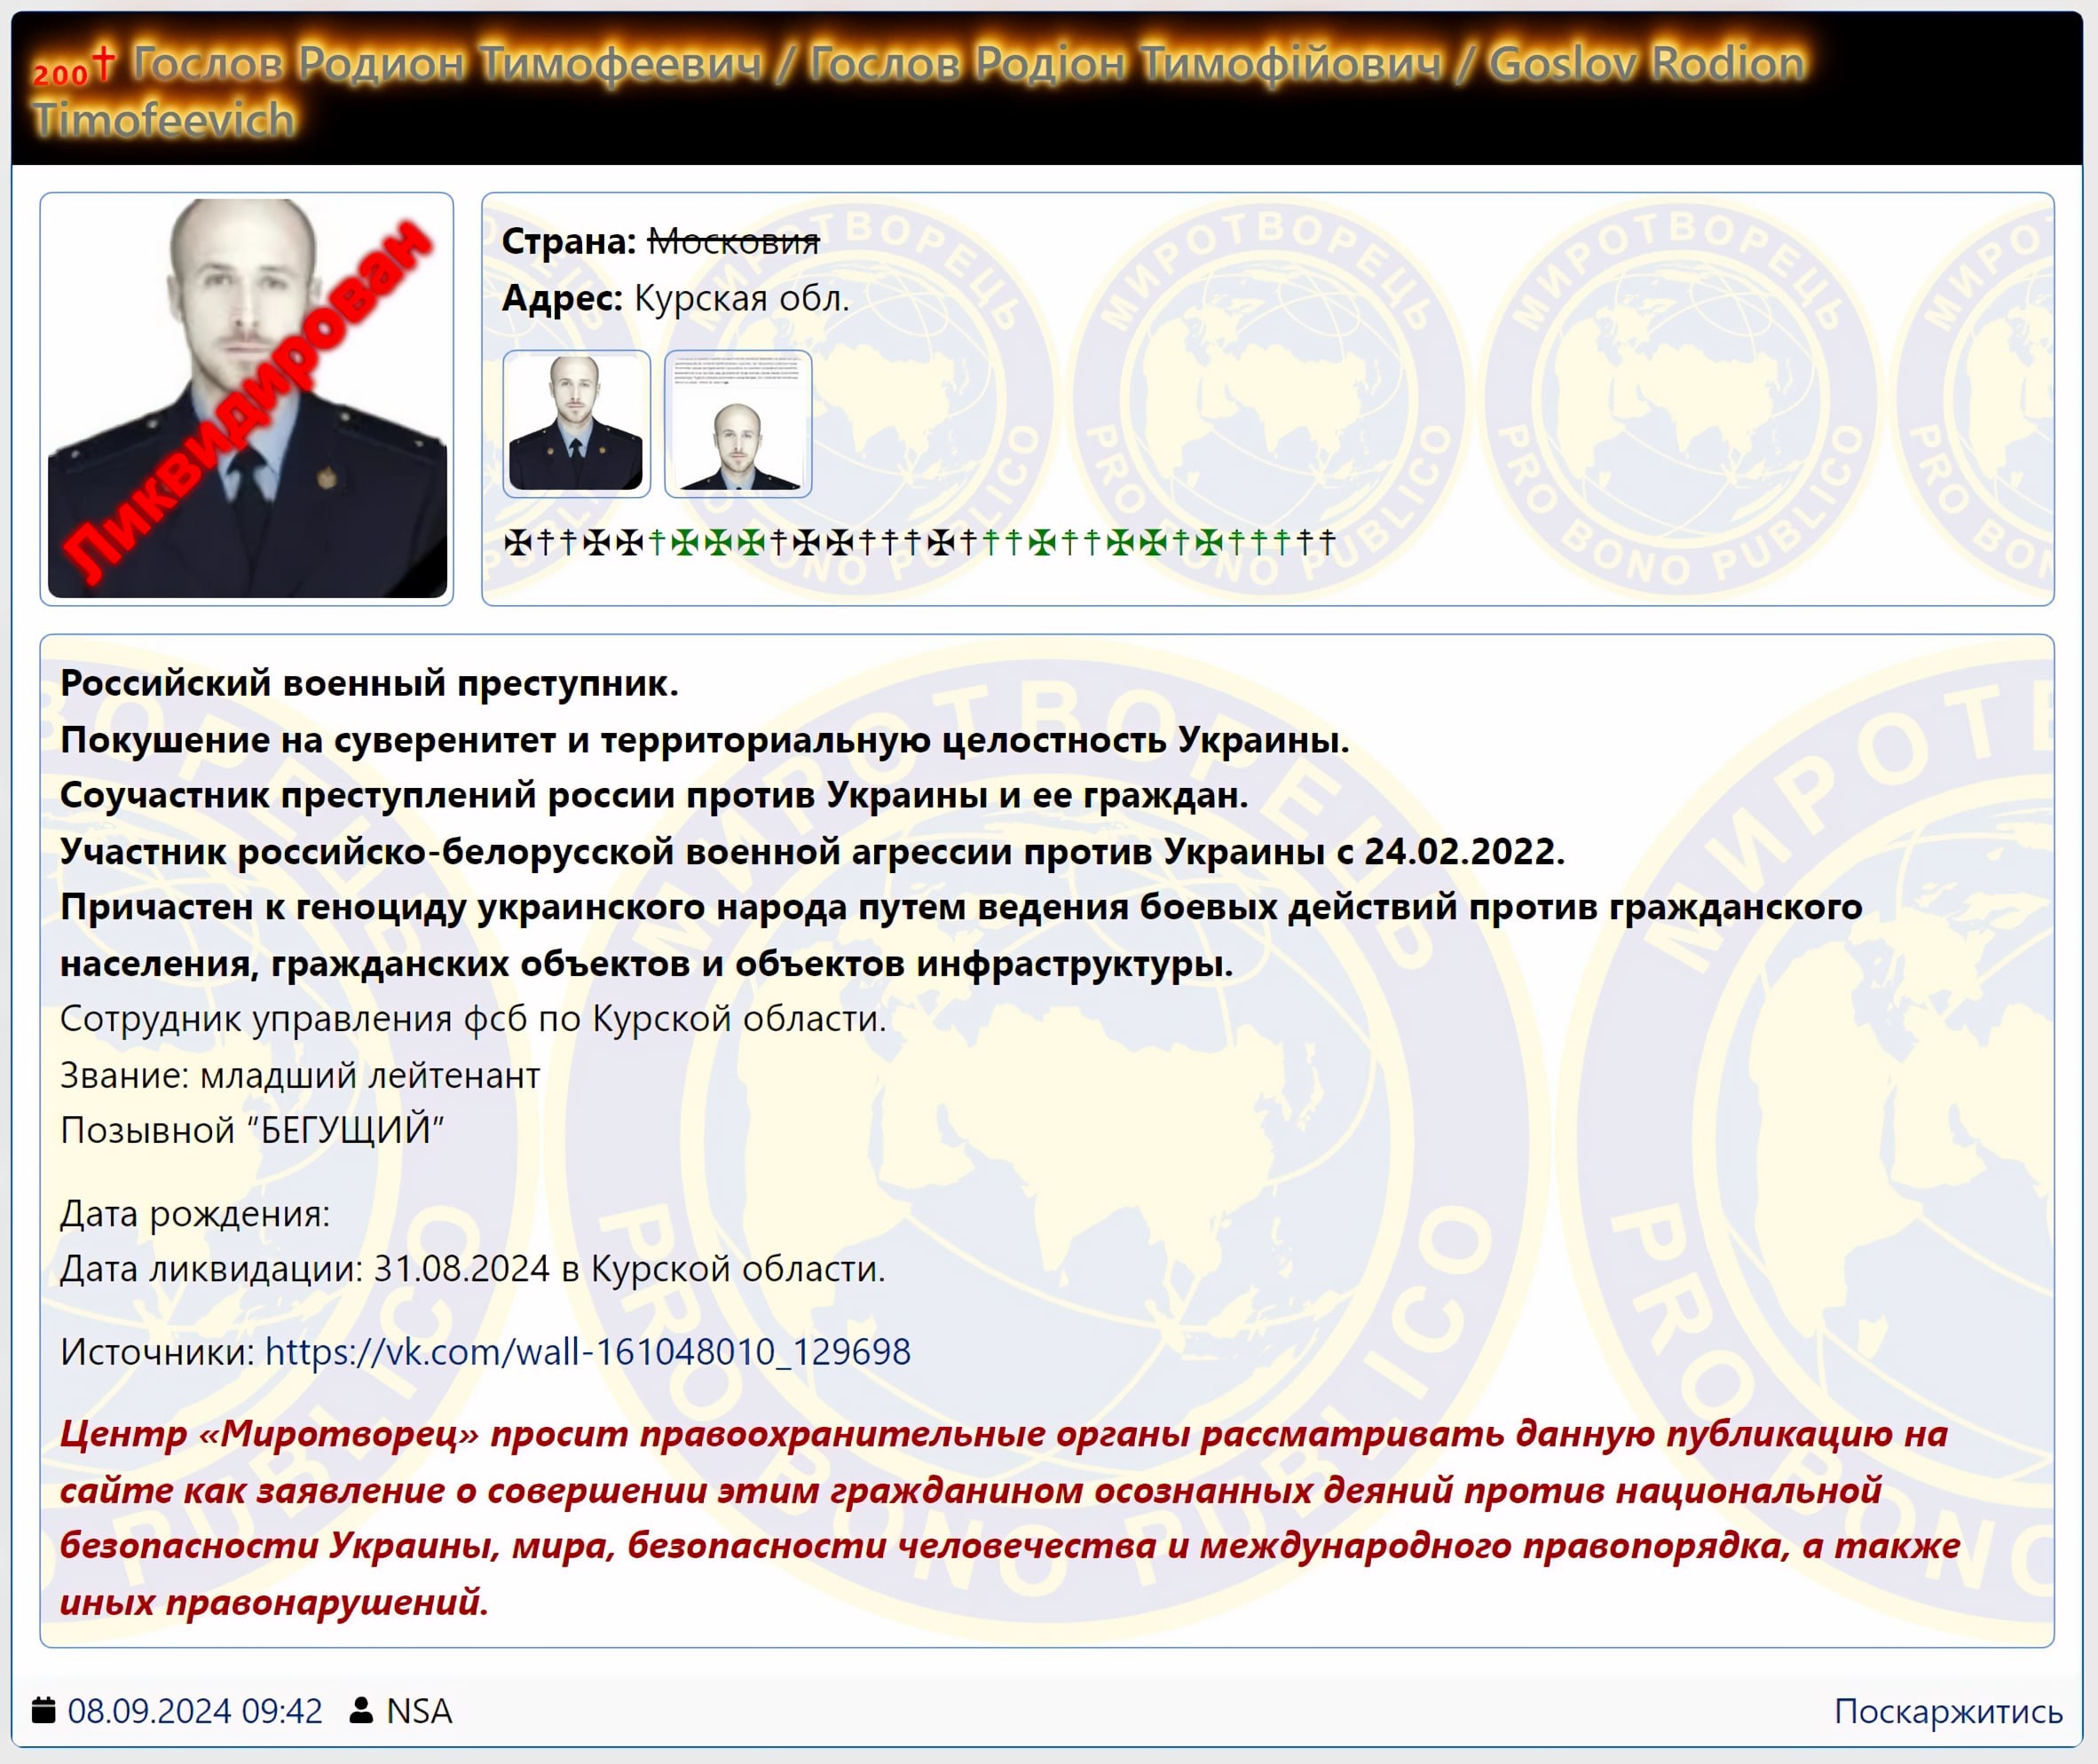 200† Гослов Родион Тимофеевич / Гослов Родіон Тимофійович / Goslov Rodion
Timofeevich
Ликвидирован
Страна: Московия
Адрес: Курская обл.
МИРОТВОРЕЦЬ
PRO BONO PUBLICO
Российский военный преступник.
Покушение на суверенитет и территориальную целостность Украины.
Соучастник преступлений россии против Украины и ее граждан.
Участник российско-белорусской военной агрессии против Украины с 24.02.2022.
Причастен к геноциду украинского народа путем ведения боевых действий против гражданского
населения, гражданских объектов и объектов инфраструктуры.
Сотрудник управления фсб по Курской области.
Звание: младший лейтенант
Позывной “БЕГУЩИЙ”
Дата рождения:
Дата ликвидации: 31.08.2024 в Курской области.
Источники: https://vk.com/wall-161048010_129698
Центр «Миротворец» просит правоохранительные органы рассматривать данную публикацию на
сайте как заявление о совершении этим гражданином осознанных деяний против национальной
безопасности Украины, мира, безопасности человечества и международного правопорядка, а также
иных правонарушений.
08.09.2024 09:42 NSA
Поскаржитись